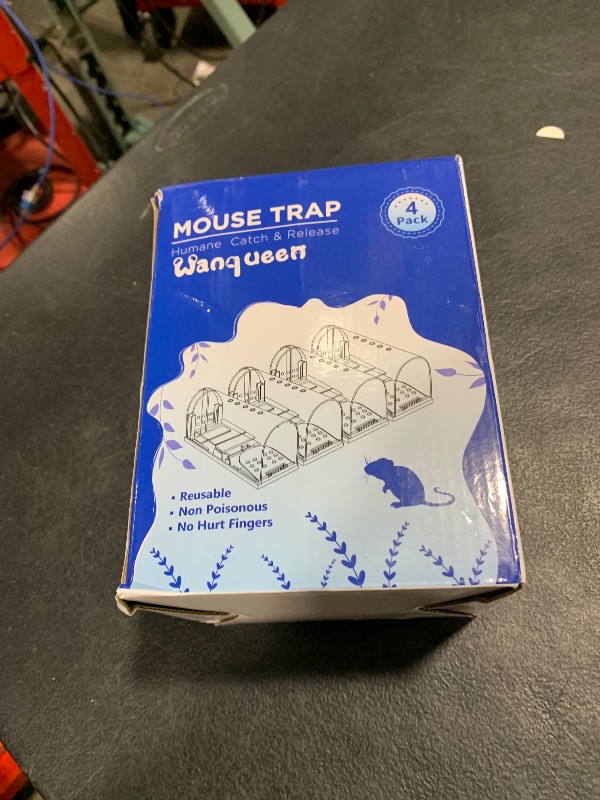 MOUSE TRAP
Humane Catch & Release
Wanqueen
4
Pack
▪ Reusable
▪ Non Poisonous
▪ No Hurt Fingers